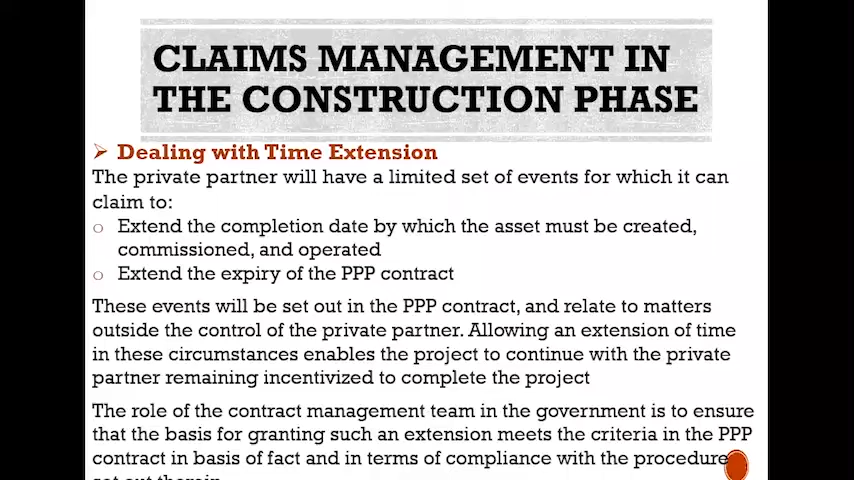 CLAIMS MANAGEMENT IN
THE CONSTRUCTION PHASE
Dealing with Time Extension
The private partner will have a limited set of events for which it can
claim to:
Extend the completion date by which the asset must be created,
commissioned, and operated
Extend the expiry of the PPP contract
These events will be set out in the PPP contract, and relate to matters
outside the control of the private partner. Allowing an extension of time
in these circumstances enables the project to continue with the private
partner remaining incentivized to complete the project
The role of the contract management team in the government is to ensure
that the basis for granting such an extension meets the criteria in the PPP
contract in basis of fact and in terms of compliance with the procedure
set out therein